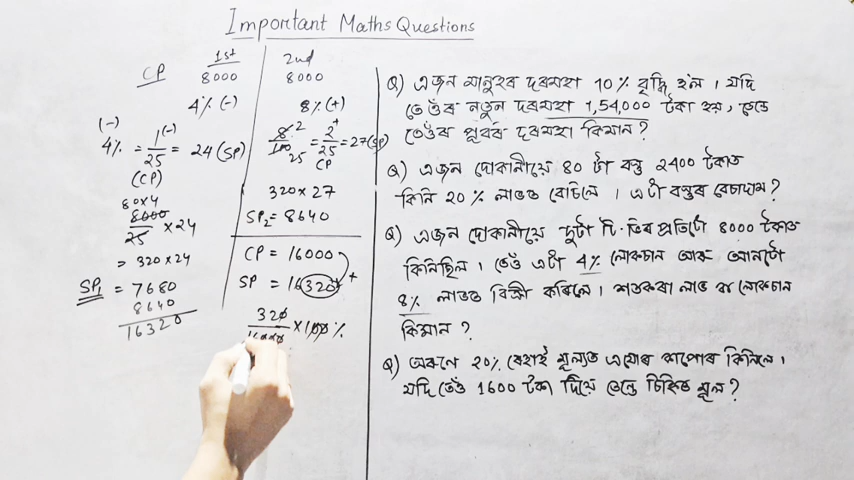 Important Maths Questions
CP
1st
8000
4% (-)
(-)
4% = 1/25 (-) = 24 (SP)
(CP)
80×4
8000/25 × 24
= 320 × 24
SP1 = 7680
8640
16320
2nd
8000
8% (+)
8/100 2/25 = 2+/25 = 27 (SP)
CP
320 × 27
SP2 = 8640
CP = 16000
SP = 16320 +
320/16000 × 100 %
Q) এজন মানুহৰ দৰমহা 10% বৃদ্ধি হ'ল । যদি
তেওঁৰ নতুন দৰমহা 1,54,000 টকা হয়, তেন্তে
তেওঁৰ পূৰ্বৰ দৰমহা কিমান ?
Q) এজন দোকানীয়ে 80 টা বস্তু 2400 টকাত
কিনি 20% লাভত বেচিলে । এটা বস্তুৰ বেচাদাম ?
Q) এজন দোকানীয়ে দুটা টি.ভিৰ প্ৰতিটো 8000 টকাত
কিনিছিল । তেওঁ এটা 4% লোকচান আৰু আনটো
8% লাভত বিক্ৰী কৰিলে । শতকৰা লাভ বা লোকচান
কিমান ?
Q) অৰুণে 20% ৰেহাই মূল্যত এযোৰ কাপোৰ কিনিলে ।
যদি তেওঁ 1600 টকা দিয়ে তেন্তে চিহ্নিত মূল্য ?